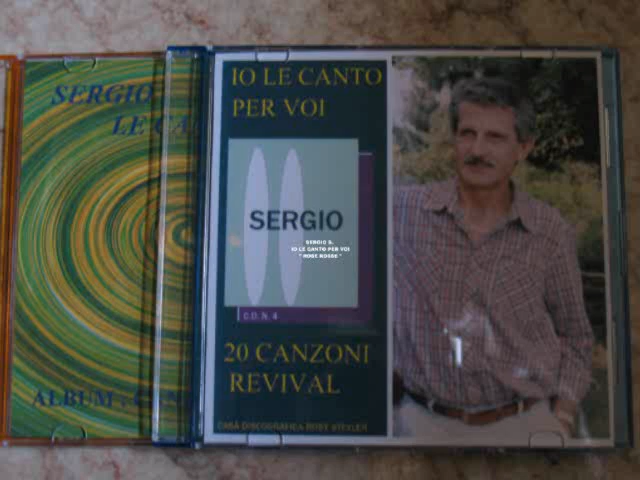 SERGIO
LE CA
ALBUM
IO LE CANTO
PER VOI
SERGIO
SERGIO S.
IO LE CANTO PER VOI
" ROSE ROSSE "
C.D. N. 4
20 CANZONI
REVIVAL
CASA DISCOGRAFICA ROBY